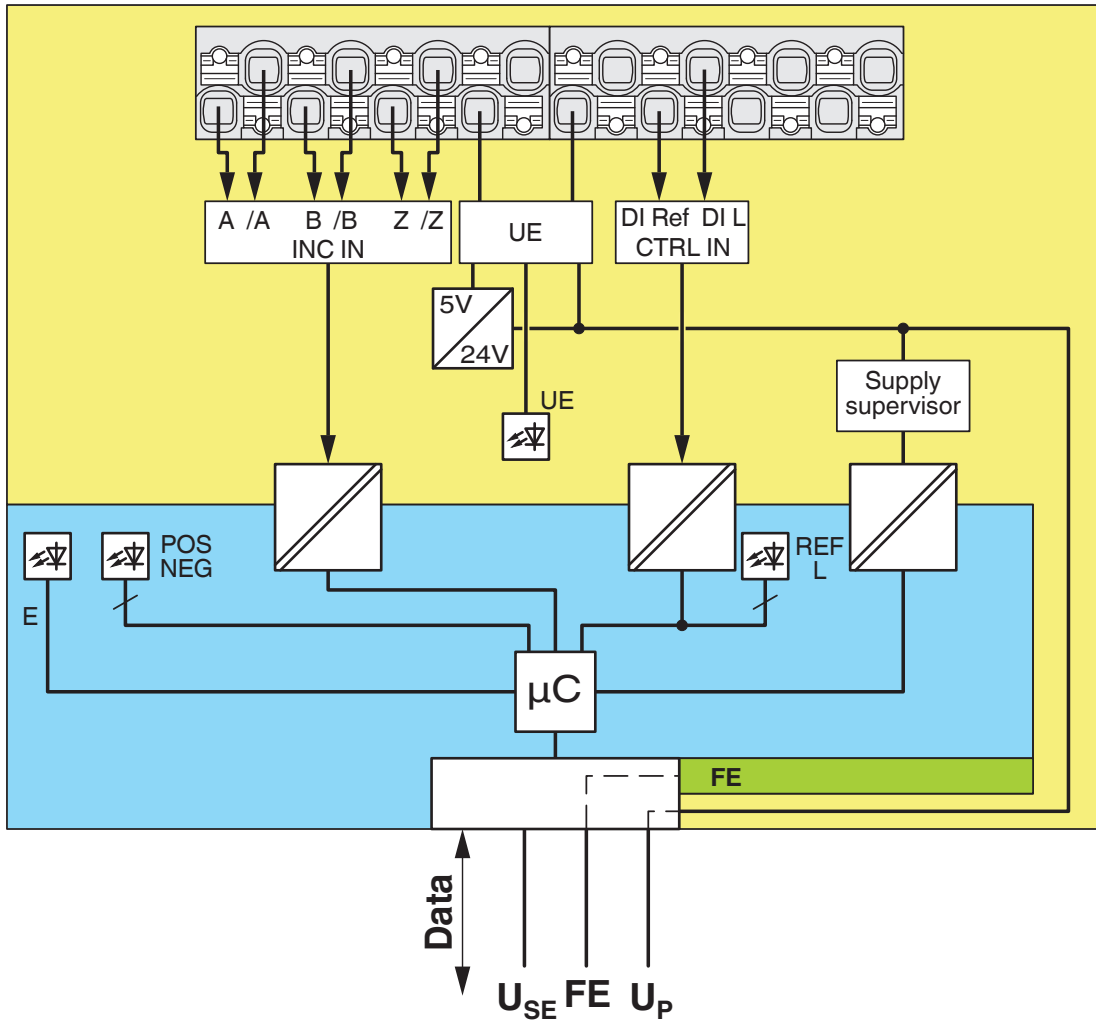 A /A B /B Z /Z
INC IN
UE
DI Ref DI L
CTRL IN
5V
24V
UE
Supply
supervisor
E
POS
NEG
REF
L
µC
FE
Data
USE FE UP